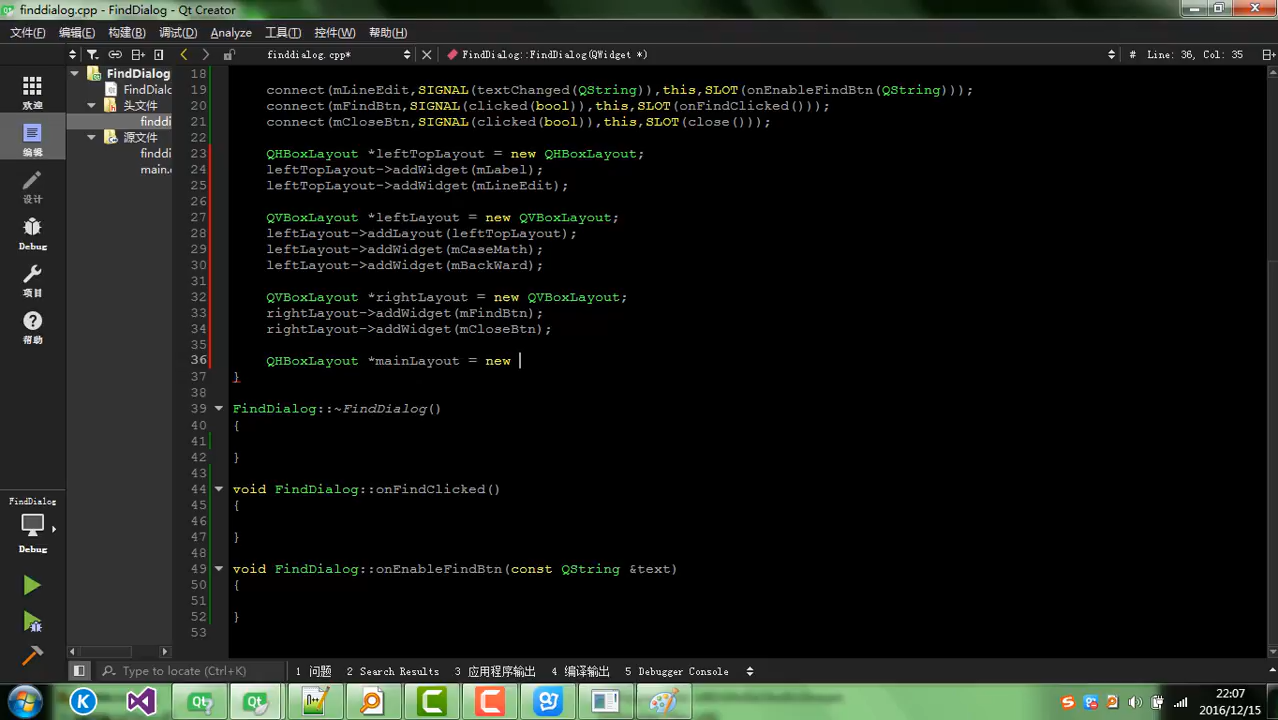 finddialog.cpp - FindDialog - Qt Creator
文件(F) 编辑(E) 构建(B) 调试(D) Analyze 工具(T) 控件(W) 帮助(H)
finddialog.cpp* FindDialog::FindDialog(QWidget *) # Line: 36, Col: 35
欢迎
编辑
设计
Debug
项目
帮助
FindDialog
Debug
FindDialog
FindDialo
头文件
finddi
源文件
finddi
main.c
18
19 connect(mLineEdit,SIGNAL(textChanged(QString)),this,SLOT(onEnableFindBtn(QString)));
20 connect(mFindBtn,SIGNAL(clicked(bool)),this,SLOT(onFindClicked()));
21 connect(mCloseBtn,SIGNAL(clicked(bool)),this,SLOT(close()));
22
23 QHBoxLayout *leftTopLayout = new QHBoxLayout;
24 leftTopLayout->addWidget(mLabel);
25 leftTopLayout->addWidget(mLineEdit);
26
27 QVBoxLayout *leftLayout = new QVBoxLayout;
28 leftLayout->addLayout(leftTopLayout);
29 leftLayout->addWidget(mCaseMath);
30 leftLayout->addWidget(mBackWard);
31
32 QVBoxLayout *rightLayout = new QVBoxLayout;
33 rightLayout->addWidget(mFindBtn);
34 rightLayout->addWidget(mCloseBtn);
35
36 QHBoxLayout *mainLayout = new
37 }
38
39 FindDialog::~FindDialog()
40 {
41
42 }
43
44 void FindDialog::onFindClicked()
45 {
46
47 }
48
49 void FindDialog::onEnableFindBtn(const QString &text)
50 {
51
52 }
53
Type to locate (Ctrl+K) 1 问题 2 Search Results 3 应用程序输出 4 编译输出 5 Debugger Console
22:07
2016/12/15